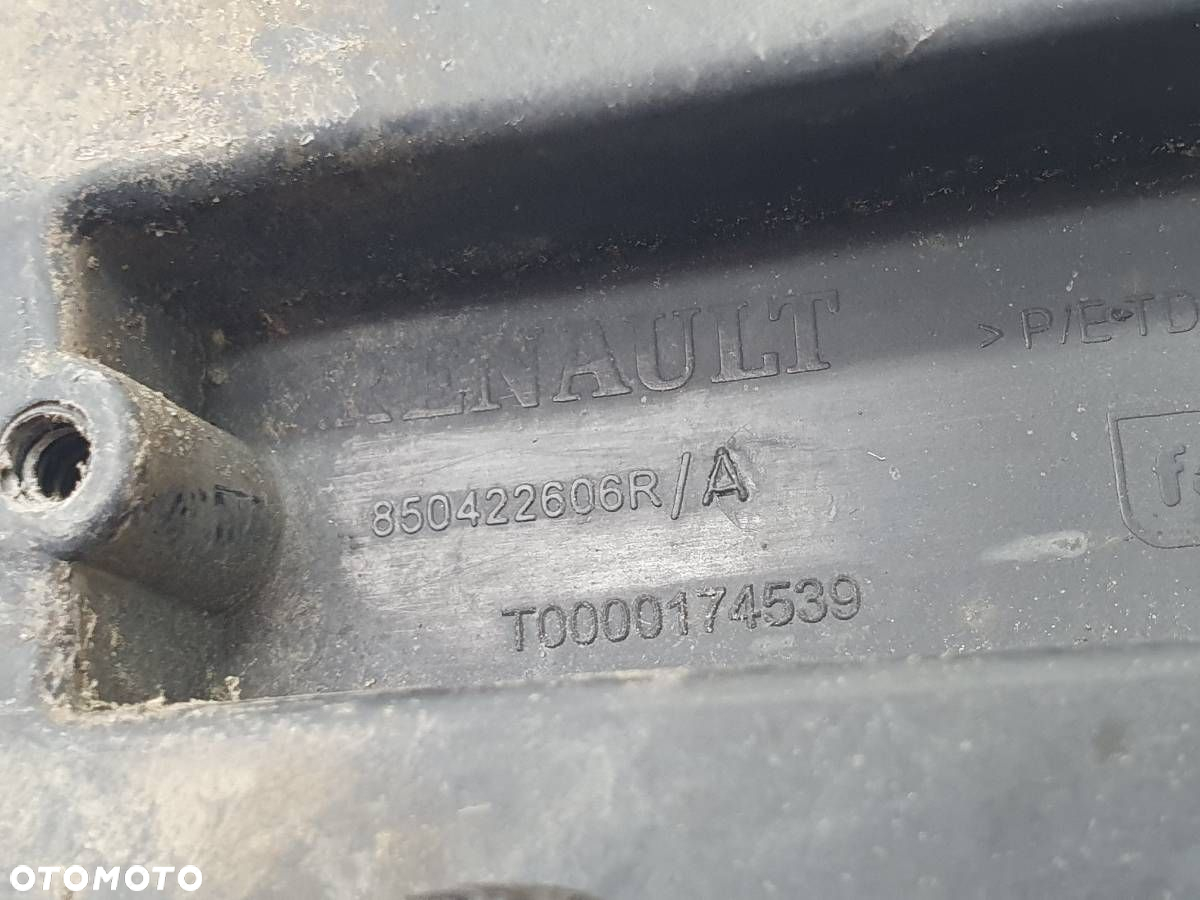 RENAULT
>P/E-TD
850422606R/A
T0000174539
OTOMOTO